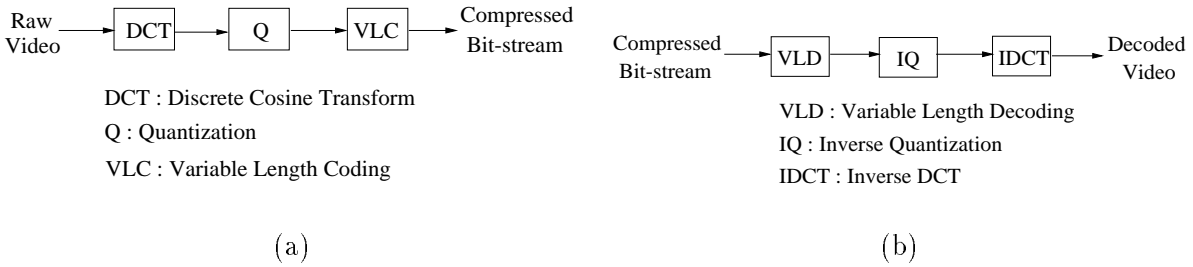 Raw
Video
DCT
Q
VLC
Compressed
Bit-stream
DCT : Discrete Cosine Transform
Q : Quantization
VLC : Variable Length Coding
(a)
Compressed
Bit-stream
VLD
IQ
IDCT
Decoded
Video
VLD : Variable Length Decoding
IQ : Inverse Quantization
IDCT : Inverse DCT
(b)